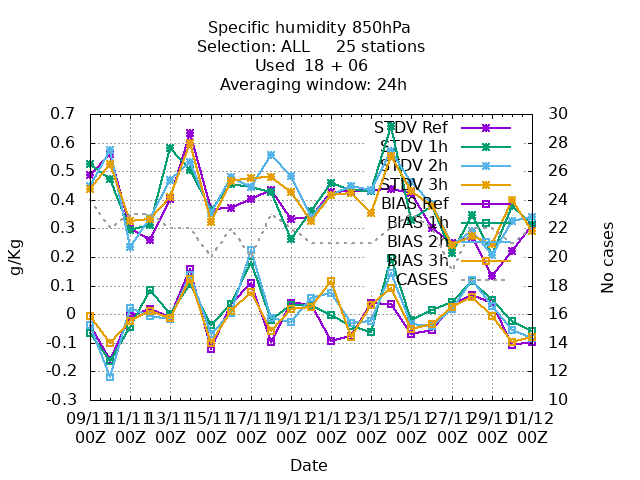 Specific humidity 850hPa
Selection: ALL 25 stations
Used 18 + 06
Averaging window: 24h
0.7
0.6
0.5
0.4
0.3
0.2
0.1
0
-0.1
-0.2
-0.3
30
28
26
24
22
20
18
16
14
12
10
g/Kg
No cases
STDV Ref
STDV 1h
STDV 2h
STDV 3h
BIAS Ref
BIAS 1h
BIAS 2h
BIAS 3h
CASES
09/11 11/11 13/11 15/11 17/11 19/11 21/11 23/11 25/11 27/11 29/11 01/12
00Z 00Z 00Z 00Z 00Z 00Z 00Z 00Z 00Z 00Z 00Z 00Z
Date